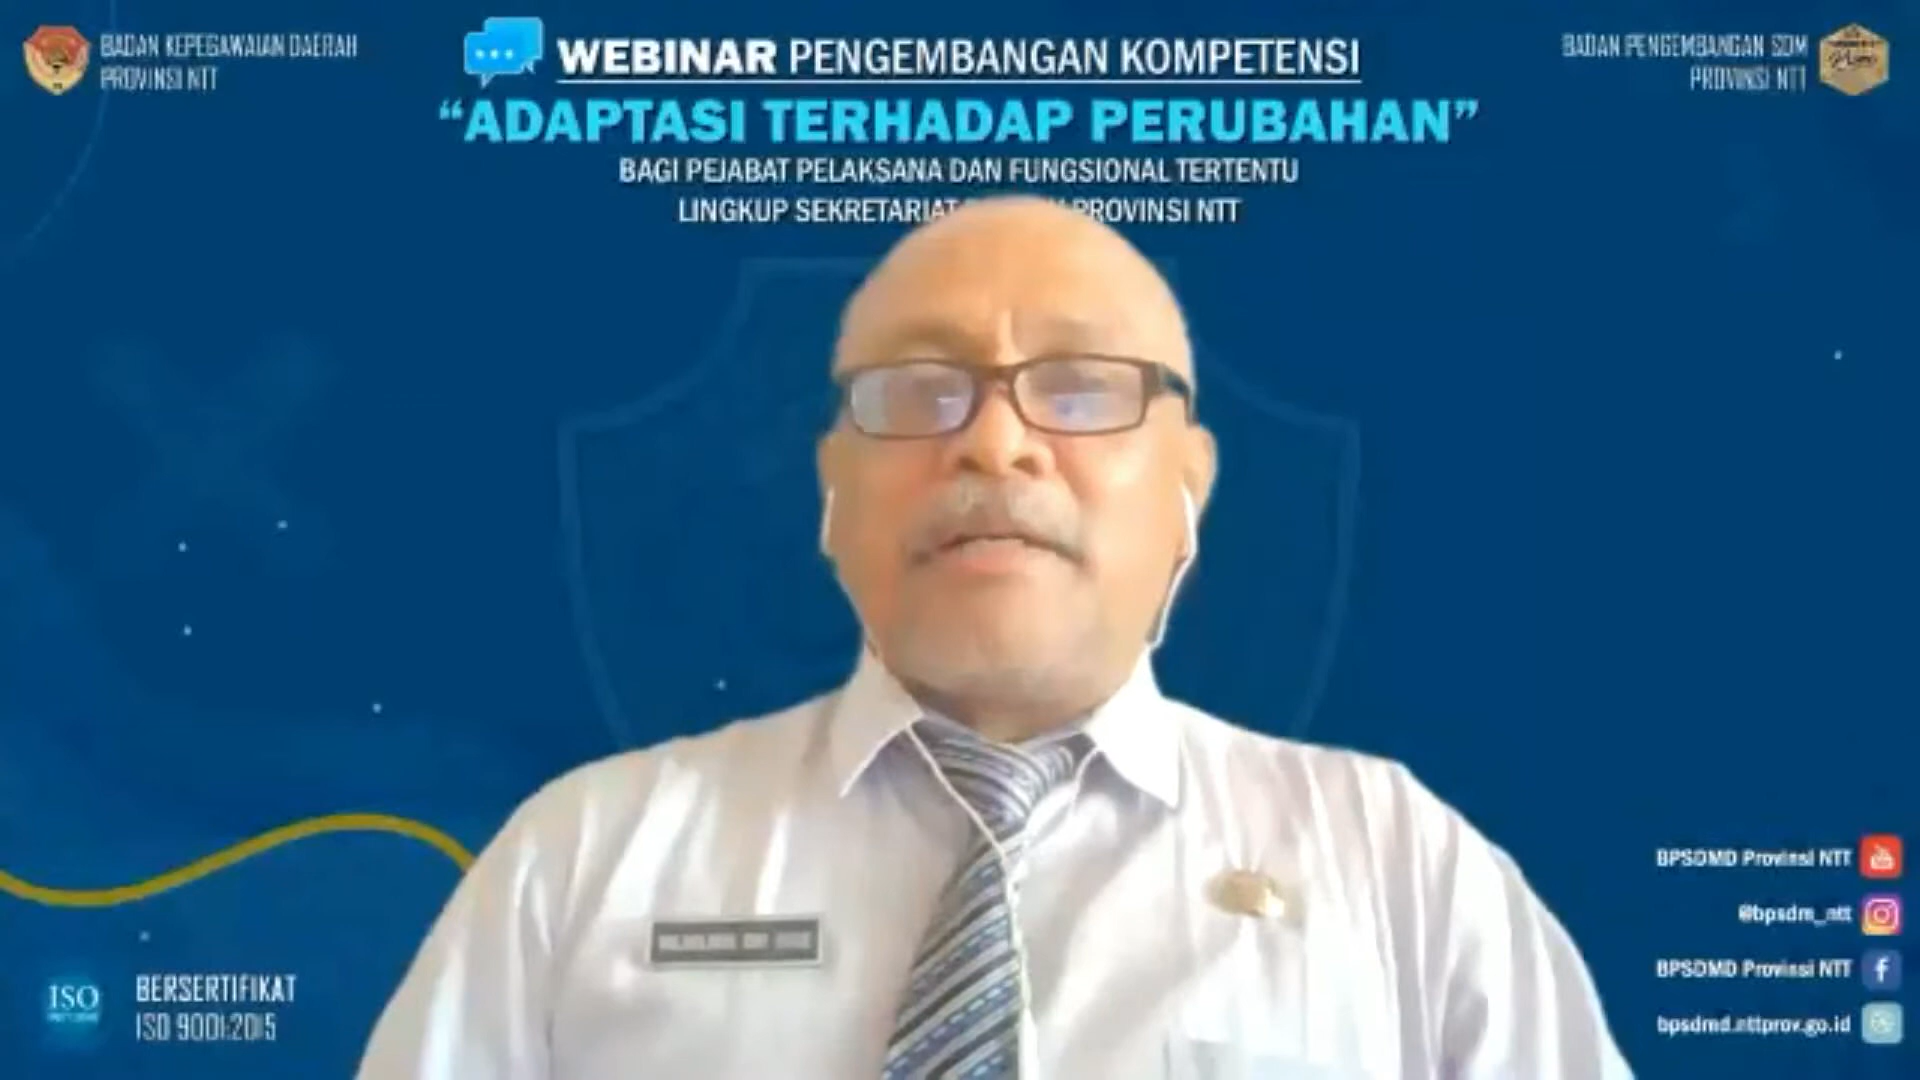 BADAN KEPEGAWAIAN DAERAH
PROVINSI NTT
WEBINAR PENGEMBANGAN KOMPETENSI
"ADAPTASI TERHADAP PERUBAHAN"
BAGI PEJABAT PELAKSANA DAN FUNGSIONAL TERTENTU
LINGKUP SEKRETARIAT PROVINSI NTT
BADAN PENGEMBANGAN SDM
PROVINSI NTT
ISO
BERSERTIFIKAT
ISO 9001:2015
BPSDMD Provinsi NTT
@bpsdm_ntt
BPSDMD Provinsi NTT
bpsdmd.nttprov.go.id